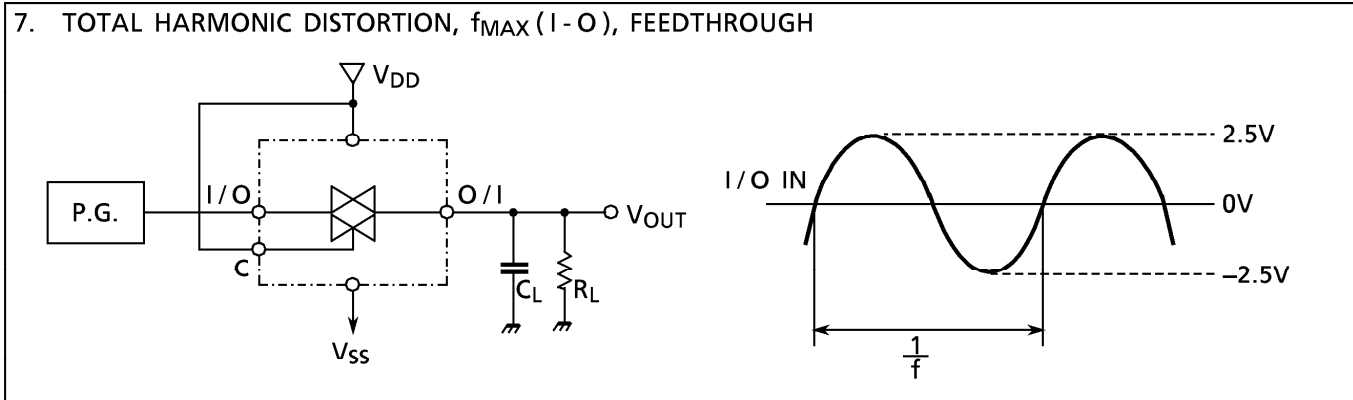 7. TOTAL HARMONIC DISTORTION, fMAX (I-O), FEEDTHROUGH
VDD
P.G.
I/O
O/I
VOUT
C
CL
RL
VSS
I/O IN
2.5V
0V
−2.5V
1
f